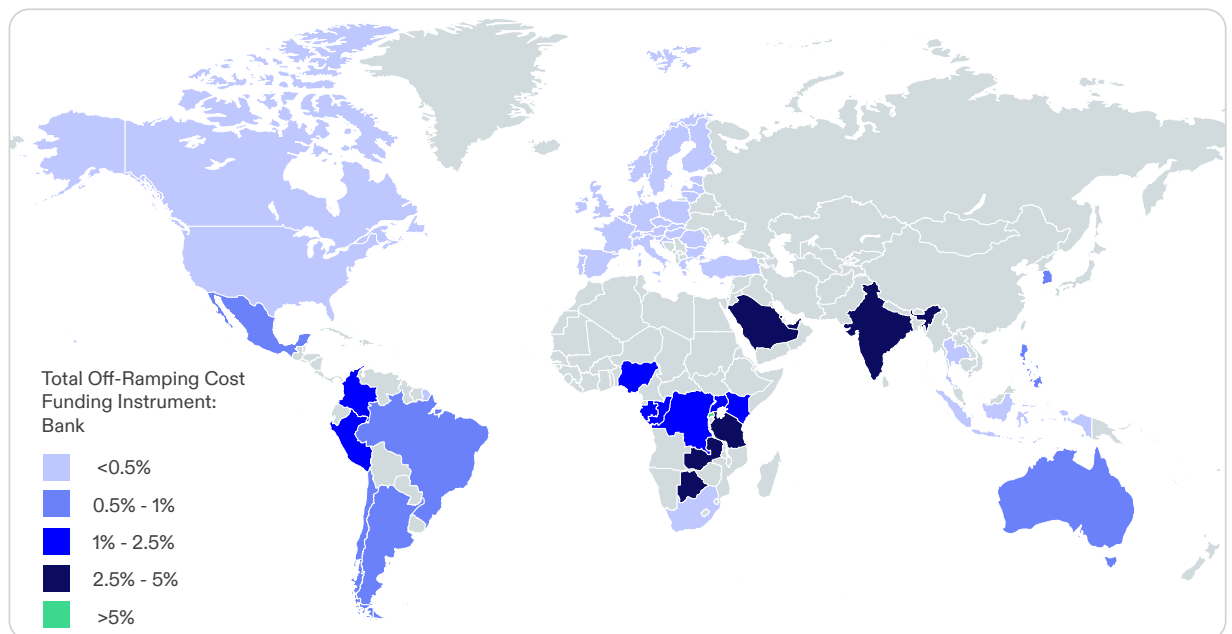 Total Off-Ramping Cost
Funding Instrument:
Bank
<0.5%
0.5% - 1%
1% - 2.5%
2.5% - 5%
>5%